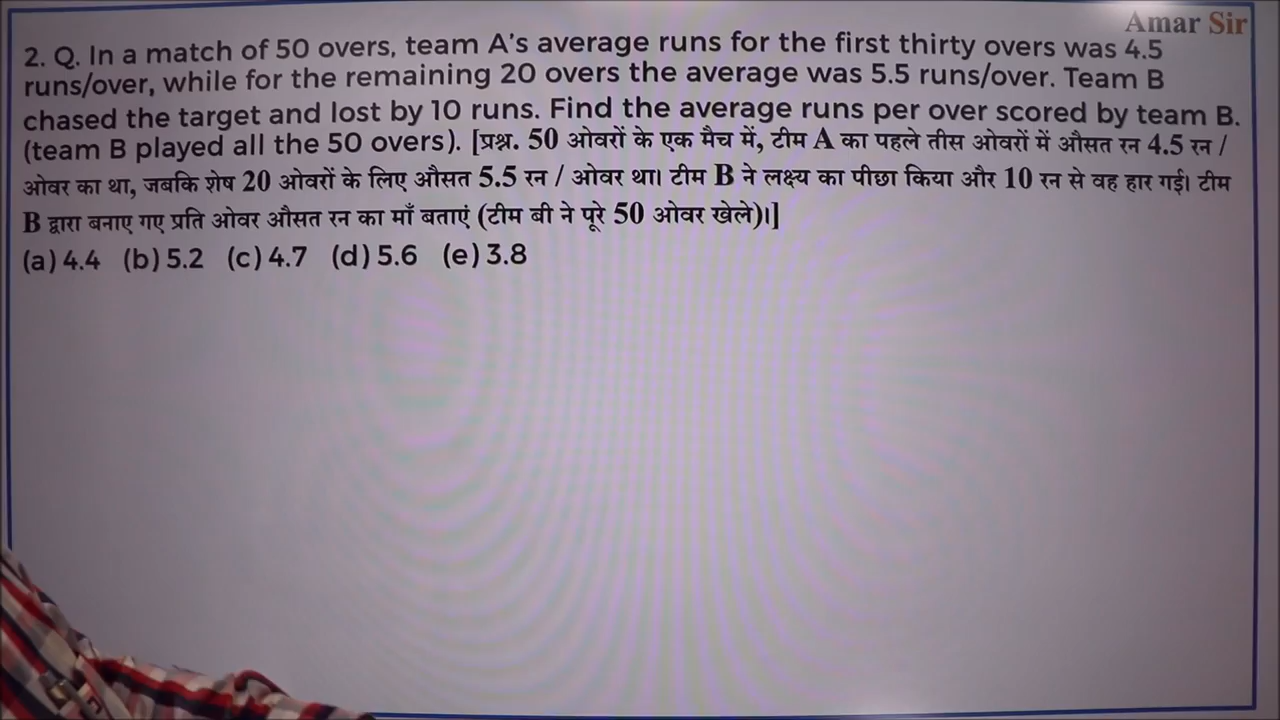 Amar Sir
2. Q. In a match of 50 overs, team A's average runs for the first thirty overs was 4.5
runs/over, while for the remaining 20 overs the average was 5.5 runs/over. Team B
chased the target and lost by 10 runs. Find the average runs per over scored by team B.
(team B played all the 50 overs). [प्रश्न. 50 ओवरों के एक मैच में, टीम A का पहले तीस ओवरों में औसत रन 4.5 रन /
ओवर का था, जबकि शेष 20 ओवरों के लिए औसत 5.5 रन / ओवर था। टीम B ने लक्ष्य का पीछा किया और 10 रन से वह हार गई। टीम
B द्वारा बनाए गए प्रति ओवर औसत रन का माँ बताएं (टीम बी ने पूरे 50 ओवर खेले)।]
(a) 4.4 (b) 5.2 (c) 4.7 (d) 5.6 (e) 3.8